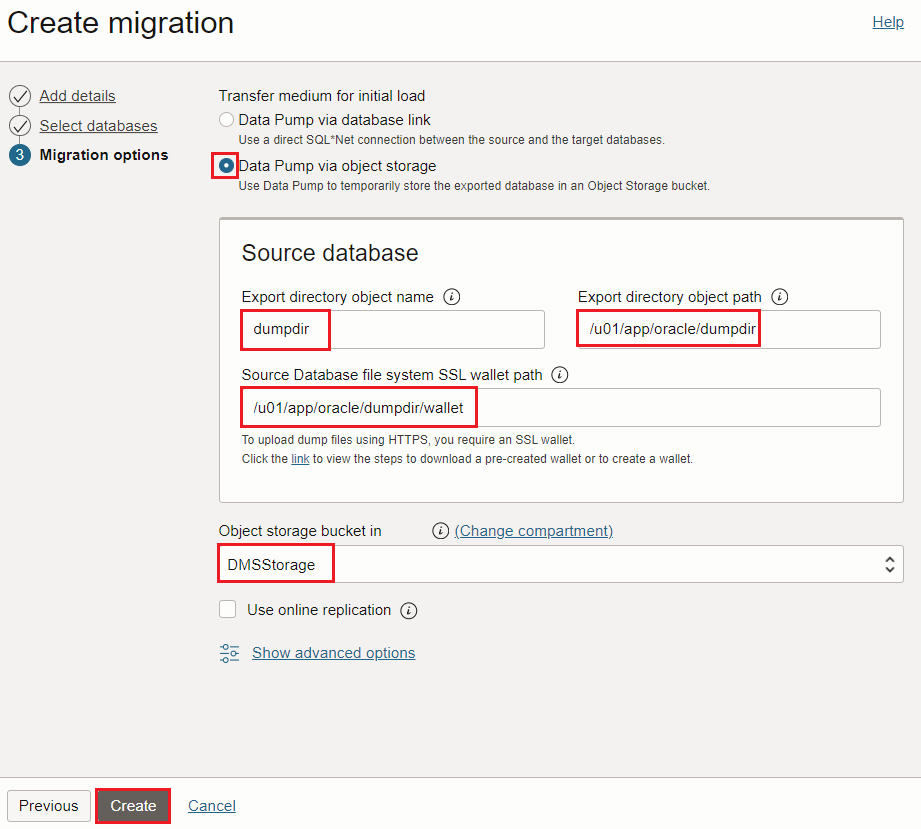 Create migration
Help
Add details
Select databases
3 Migration options
Transfer medium for initial load
Data Pump via database link
Use a direct SQL*Net connection between the source and the target databases.
Data Pump via object storage
Use Data Pump to temporarily store the exported database in an Object Storage bucket.
Source database
Export directory object name i
Export directory object path i
dumpdir
/u01/app/oracle/dumpdir
Source Database file system SSL wallet path i
/u01/app/oracle/dumpdir/wallet
To upload dump files using HTTPS, you require an SSL wallet.
Click the link to view the steps to download a pre-created wallet or to create a wallet.
Object storage bucket in i (Change compartment)
DMSStorage
Use online replication i
Show advanced options
Previous Create Cancel